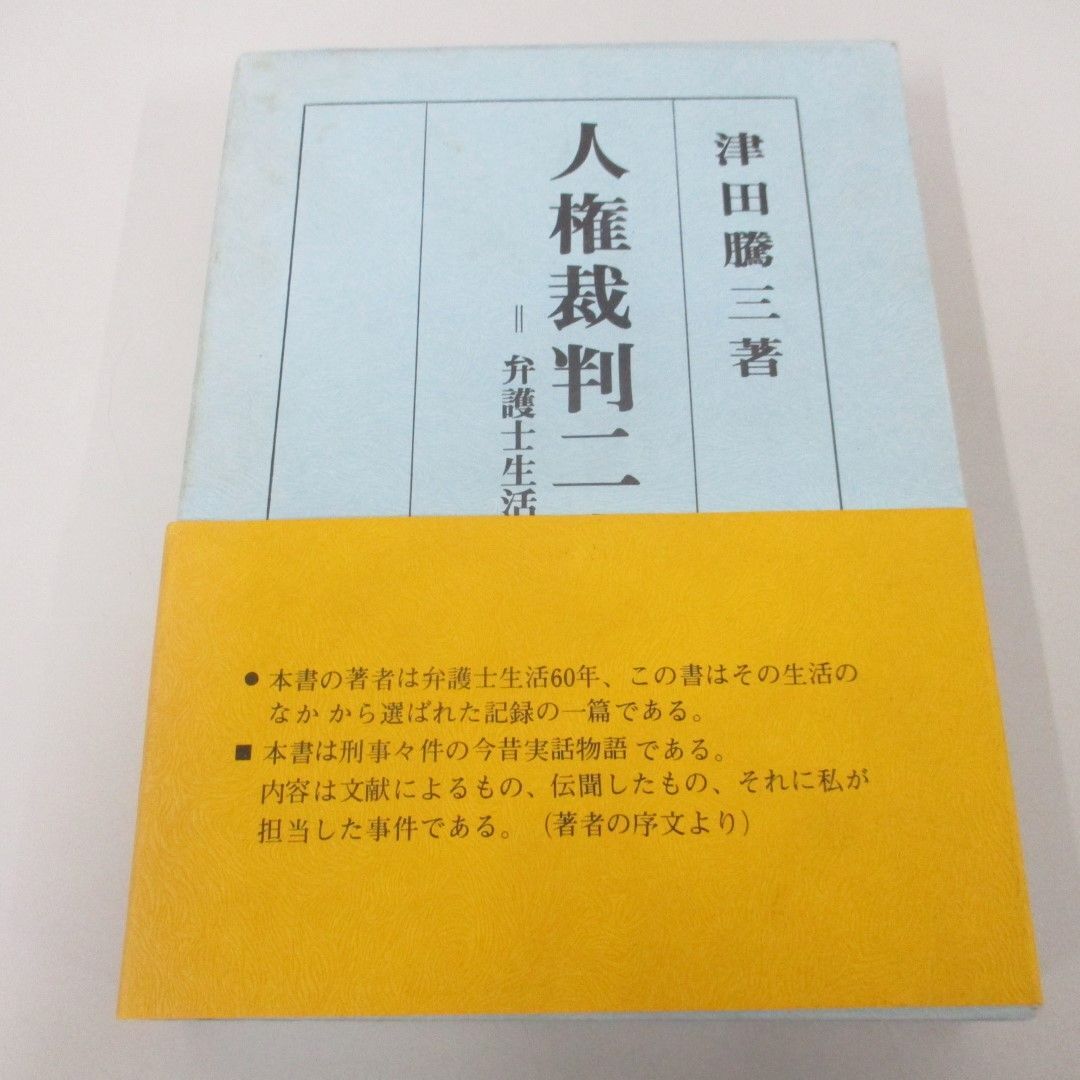 津田騰三著
人権裁判二
＝弁護士生活
●本書の著者は弁護士生活60年、この書はその生活の
なか から選ばれた記録の一篇である。
■本書は刑事々件の今昔実話物語である。
内容は文献によるもの、伝聞したもの、それに私が
担当した事件である。（著者の序文より）